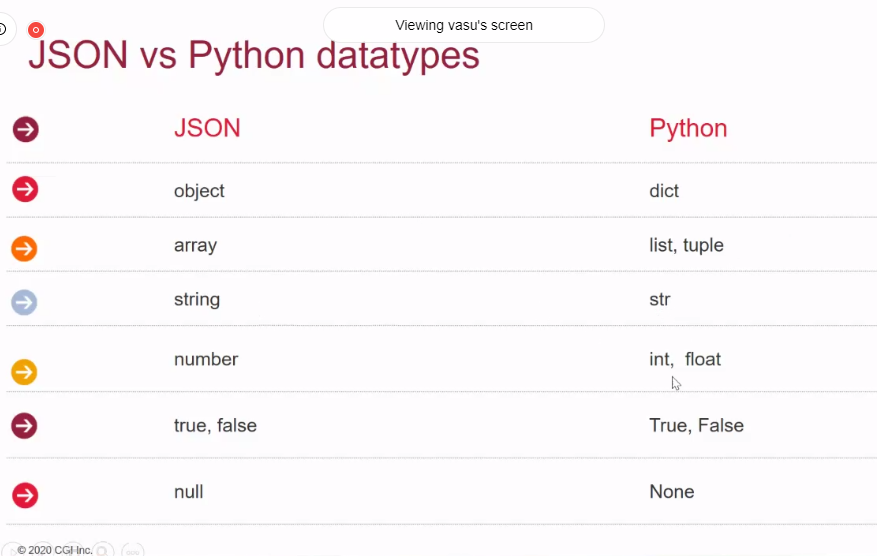 Viewing vasu's screen
JSON vs Python datatypes
JSON Python
object dict
array list, tuple
string str
number int, float
true, false True, False
null None
© 2020 CGI Inc.